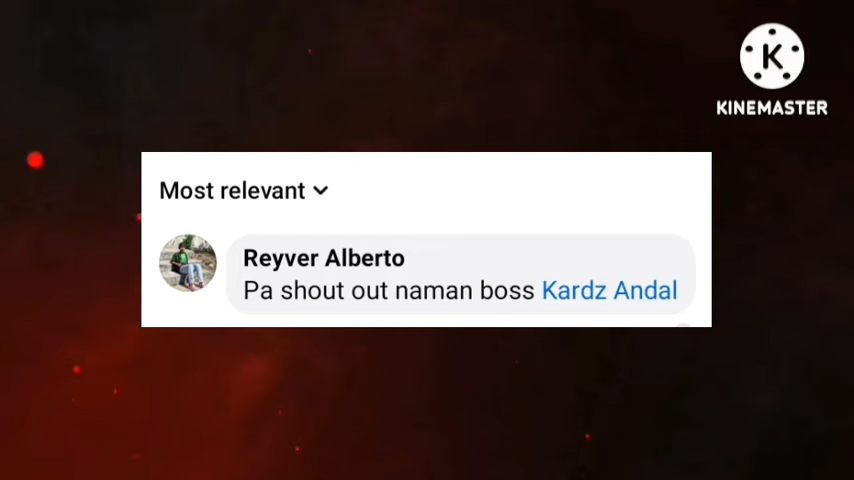 K
KINEMASTER
Most relevant
Reyver Alberto
Pa shout out naman boss Kardz Andal